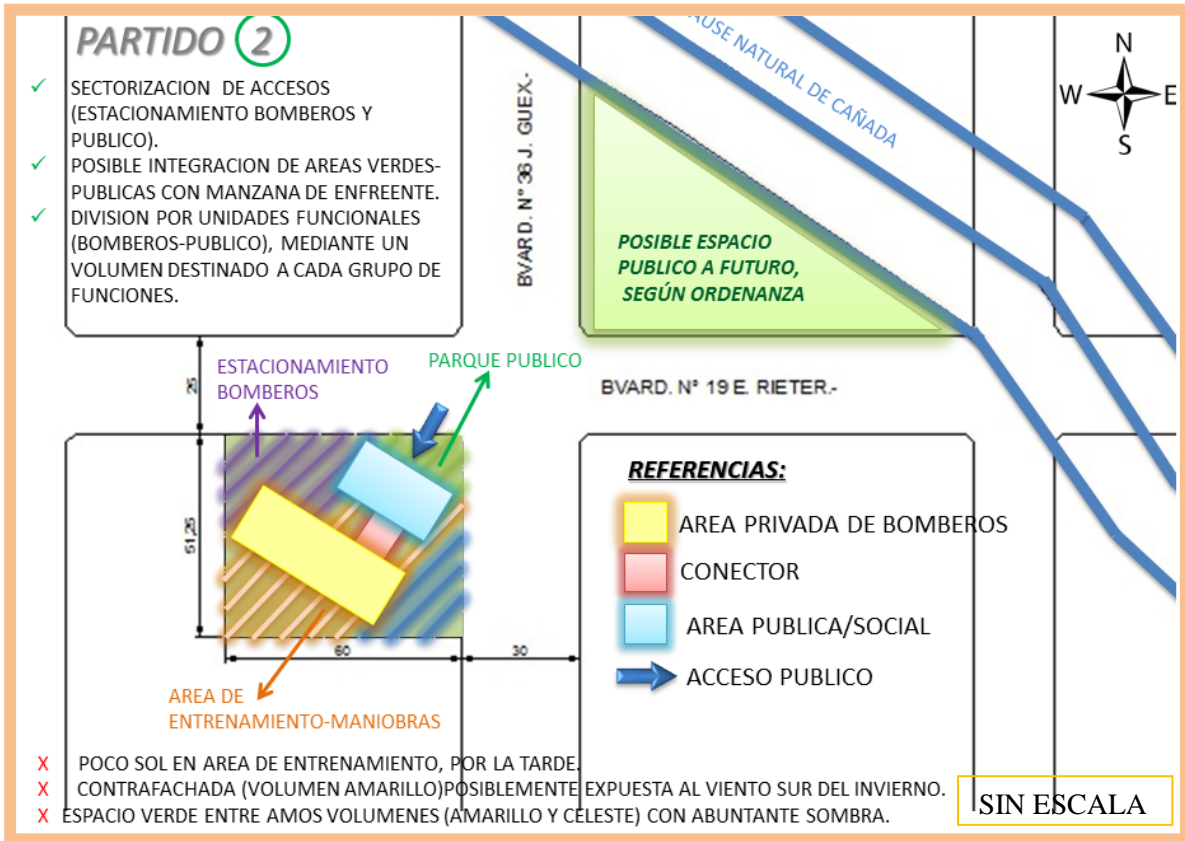 PARTIDO 2
✓ SECTORIZACION DE ACCESOS
(ESTACIONAMIENTO BOMBEROS Y
PUBLICO).
✓ POSIBLE INTEGRACION DE AREAS VERDES-
PUBLICAS CON MANZANA DE ENFREENTE.
✓ DIVISION POR UNIDADES FUNCIONALES
(BOMBEROS-PUBLICO), MEDIANTE UN
VOLUMEN DESTINADO A CADA GRUPO DE
FUNCIONES.
BVARD. N° 36 J. GUEX.-
AUSE NATURAL DE CAÑADA
N
W E
S
POSIBLE ESPACIO
PUBLICO A FUTURO,
SEGÚN ORDENANZA
25
ESTACIONAMIENTO
BOMBEROS
PARQUE PUBLICO
BVARD. N° 19 E. RIETER.-
51,25
60
30
AREA DE
ENTRENAMIENTO-MANIOBRAS
REFERENCIAS:
AREA PRIVADA DE BOMBEROS
CONECTOR
AREA PUBLICA/SOCIAL
ACCESO PUBLICO
X POCO SOL EN AREA DE ENTRENAMIENTO, POR LA TARDE.
X CONTRAFACHADA (VOLUMEN AMARILLO)POSIBLEMENTE EXPUESTA AL VIENTO SUR DEL INVIERNO.
X ESPACIO VERDE ENTRE AMOS VOLUMENES (AMARILLO Y CELESTE) CON ABUNTANTE SOMBRA.
SIN ESCALA